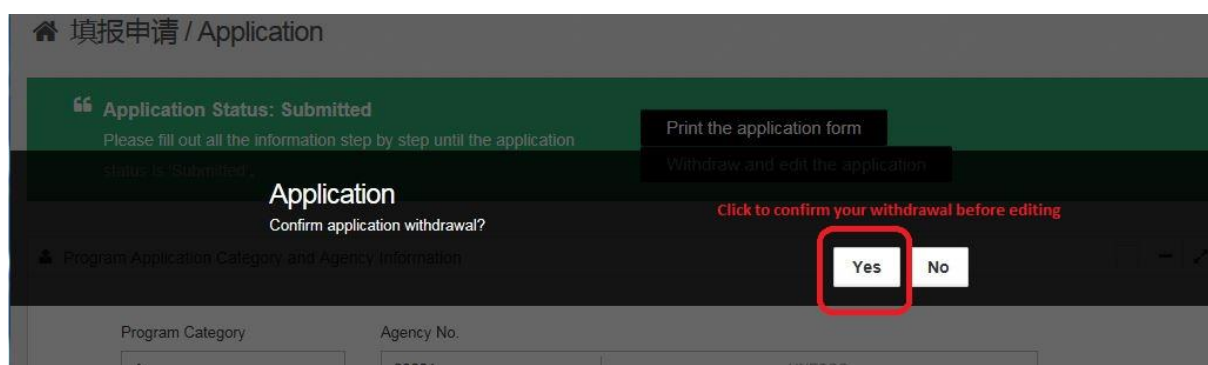 填报申请 / Application
Application Status: Submitted
Please fill out all the information step by step until the application
status is 'Submitted'.
Print the application form
Withdraw and edit the application
Application
Confirm application withdrawal?
Click to confirm your withdrawal before editing
Yes
No
Program Application Category and Agency Information
Program Category
Agency No.